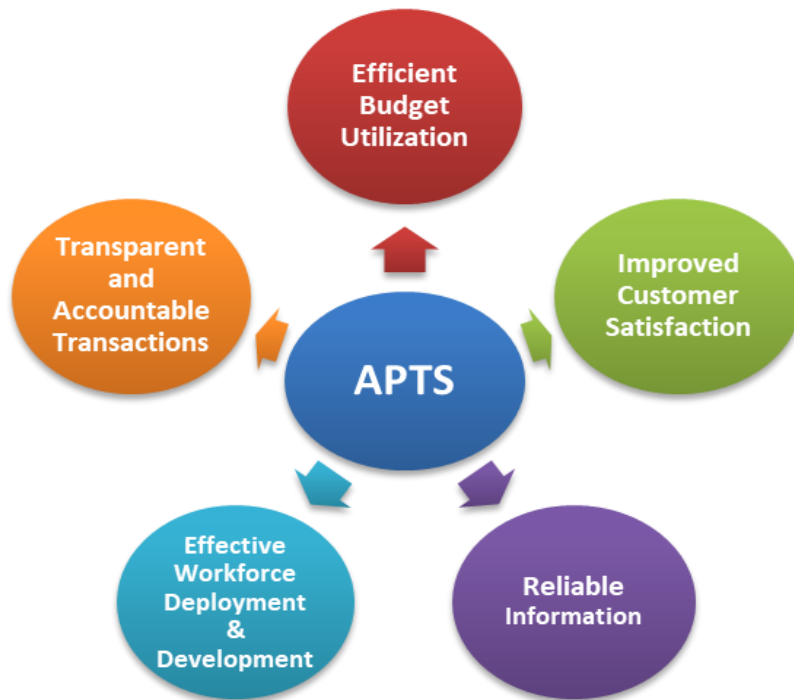 Efficient
Budget
Utilization
Transparent
and
Accountable
Transactions
Improved
Customer
Satisfaction
APTS
Effective
Workforce
Deployment
&
Development
Reliable
Information